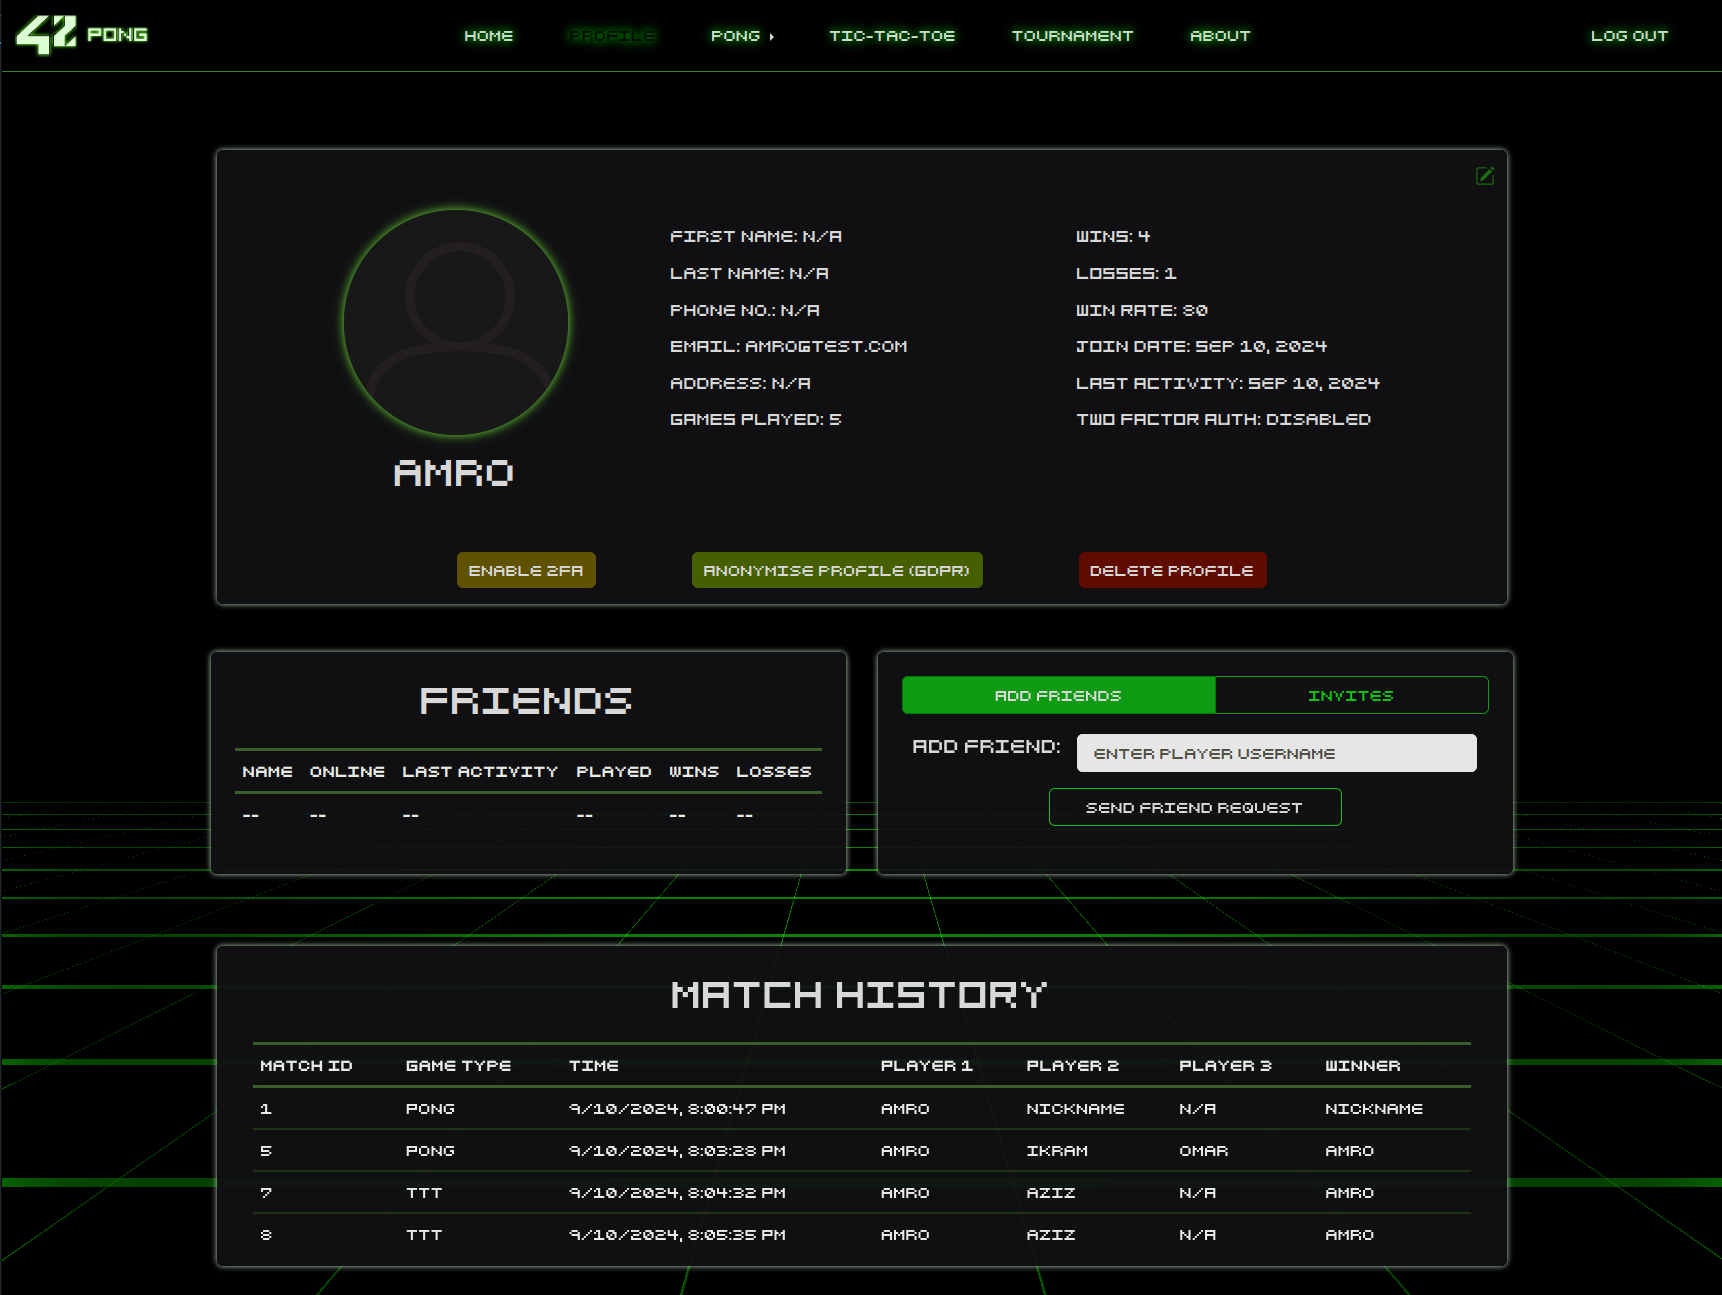 42 PONG
HOME PROFILE PONG TIC-TAC-TOE TOURNAMENT ABOUT LOG OUT
FIRST NAME: N/A
LAST NAME: N/A
PHONE NO.: N/A
EMAIL: AMRO@TEST.COM
ADDRESS: N/A
GAMES PLAYED: 5
WINS: 4
LOSSES: 1
WIN RATE: 80
JOIN DATE: SEP 10, 2024
LAST ACTIVITY: SEP 10, 2024
TWO FACTOR AUTH: DISABLED
AMRO
ENABLE 2FA ANONYMISE PROFILE (GDPR) DELETE PROFILE
FRIENDS
NAME ONLINE LAST ACTIVITY PLAYED WINS LOSSES
-- -- -- -- -- --
ADD FRIENDS INVITES
ADD FRIEND: ENTER PLAYER USERNAME
SEND FRIEND REQUEST
MATCH HISTORY
MATCH ID GAME TYPE TIME PLAYER 1 PLAYER 2 PLAYER 3 WINNER
1 PONG 9/10/2024, 8:00:47 PM AMRO NICKNAME N/A NICKNAME
5 PONG 9/10/2024, 8:03:28 PM AMRO IKRAM OMAR AMRO
7 TTT 9/10/2024, 8:04:32 PM AMRO AZIZ N/A AMRO
8 TTT 9/10/2024, 8:05:35 PM AMRO AZIZ N/A AMRO